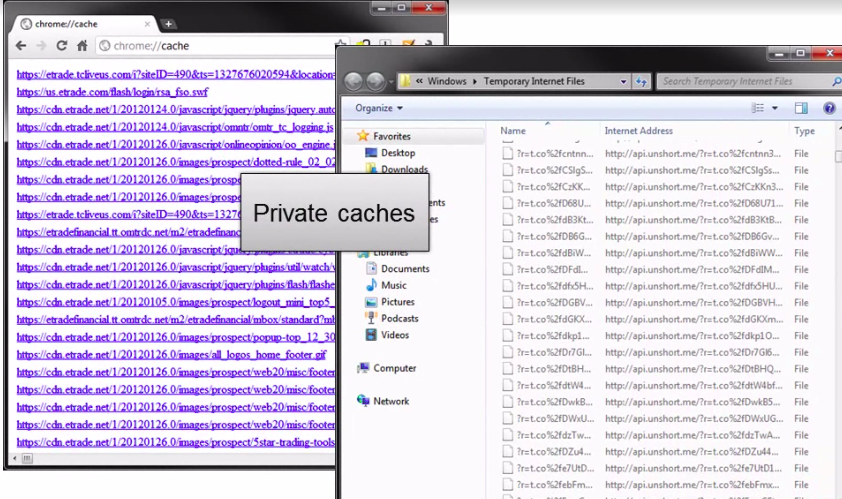 chrome://cache
chrome://cache
https://etrade.tcliveus.com/i?siteID=490&ts=1327676020594&location=
https://us.etrade.com/flash/login/rsa_fso.swf
https://cdn.etrade.net/1/20120124.0/javascript/jquery/plugins/jquery.auto
https://cdn.etrade.net/1/20120124.0/javascript/omntr/omtr_tc_logging.js
https://cdn.etrade.net/1/20120126.0/javascript/onlineopinion/oo_engine.j
https://cdn.etrade.net/1/20120126.0/images/prospect/dotted-rule_02_02
https://cdn.etrade.net/1/20120126.0/images/prosp
https://cdn.etrade.net/1/20120126.0/images/prosp
https://etrade.tcliveus.com/i?siteID=490&ts=13276
https://etradefinancial.tt.omtrdc.net/m2/etradefinanc
https://cdn.etrade.net/1/20120126.0/javascript/jquery
https://cdn.etrade.net/1/20120126.0/javascript/jquery/plugins/util/watch/
https://cdn.etrade.net/1/20120126.0/javascript/jquery/plugins/flash/flashe
https://cdn.etrade.net/1/20120105.0/images/prospect/logout_mini_top5_
https://etradefinancial.tt.omtrdc.net/m2/etradefinancial/mbox/standard?mb
https://cdn.etrade.net/1/20120126.0/images/prospect/popup-top_12_30
https://cdn.etrade.net/1/20120126.0/images/all_logos_home_footer.gif
https://cdn.etrade.net/1/20120126.0/images/prospect/web20/misc/footer
https://cdn.etrade.net/1/20120126.0/images/prospect/web20/misc/footer
https://cdn.etrade.net/1/20120126.0/images/prospect/web20/misc/footer
https://cdn.etrade.net/1/20120126.0/images/prospect/web20/misc/footer
https://cdn.etrade.net/1/20120126.0/images/prospect/5star-trading-tools
Private caches
« Windows Temporary Internet Files
Search Temporary Internet Files
Organize
Favorites
Desktop
Downloads
Libraries
Documents
Music
Pictures
Podcasts
Videos
Computer
Network
Name Internet Address Type
?r=t.co%2fcntnn... http://api.unshort.me/?r=t.co%2fcntnn3... File
?r=t.co%2fCSIgS... http://api.unshort.me/?r=t.co%2fCSIgSs... File
?r=t.co%2fCzKK... http://api.unshort.me/?r=t.co%2fCzKKn3... File
?r=t.co%2fD68U... http://api.unshort.me/?r=t.co%2fD68U71... File
?r=t.co%2fdB3Kt... http://api.unshort.me/?r=t.co%2fdB3KtB... File
?r=t.co%2fDB6G... http://api.unshort.me/?r=t.co%2fDB6Gv... File
?r=t.co%2fdBiW... http://api.unshort.me/?r=t.co%2fdBiWW... File
?r=t.co%2fDFdI... http://api.unshort.me/?r=t.co%2fDFdIM... File
?r=t.co%2fdfx5H... http://api.unshort.me/?r=t.co%2fdfx5HU... File
?r=t.co%2fDGBV... http://api.unshort.me/?r=t.co%2fDGBVH... File
?r=t.co%2fdGKX... http://api.unshort.me/?r=t.co%2fdGKXm... File
?r=t.co%2fdkp1... http://api.unshort.me/?r=t.co%2fdkp1O... File
?r=t.co%2fDr7Gl... http://api.unshort.me/?r=t.co%2fDr7Gl6... File
?r=t.co%2fDtBH... http://api.unshort.me/?r=t.co%2fDtBHQ... File
?r=t.co%2fdtW4... http://api.unshort.me/?r=t.co%2fdtW4bf... File
?r=t.co%2fDwkB... http://api.unshort.me/?r=t.co%2fDwkB5... File
?r=t.co%2fDWxU... http://api.unshort.me/?r=t.co%2fDWxUG... File
?r=t.co%2fdzTw... http://api.unshort.me/?r=t.co%2fdzTwA... File
?r=t.co%2fDZu4... http://api.unshort.me/?r=t.co%2fDZu44... File
?r=t.co%2fe7UtD... http://api.unshort.me/?r=t.co%2fe7UtD1... File
?r=t.co%2febFm... http://api.unshort.me/?r=t.co%2febFmx... File